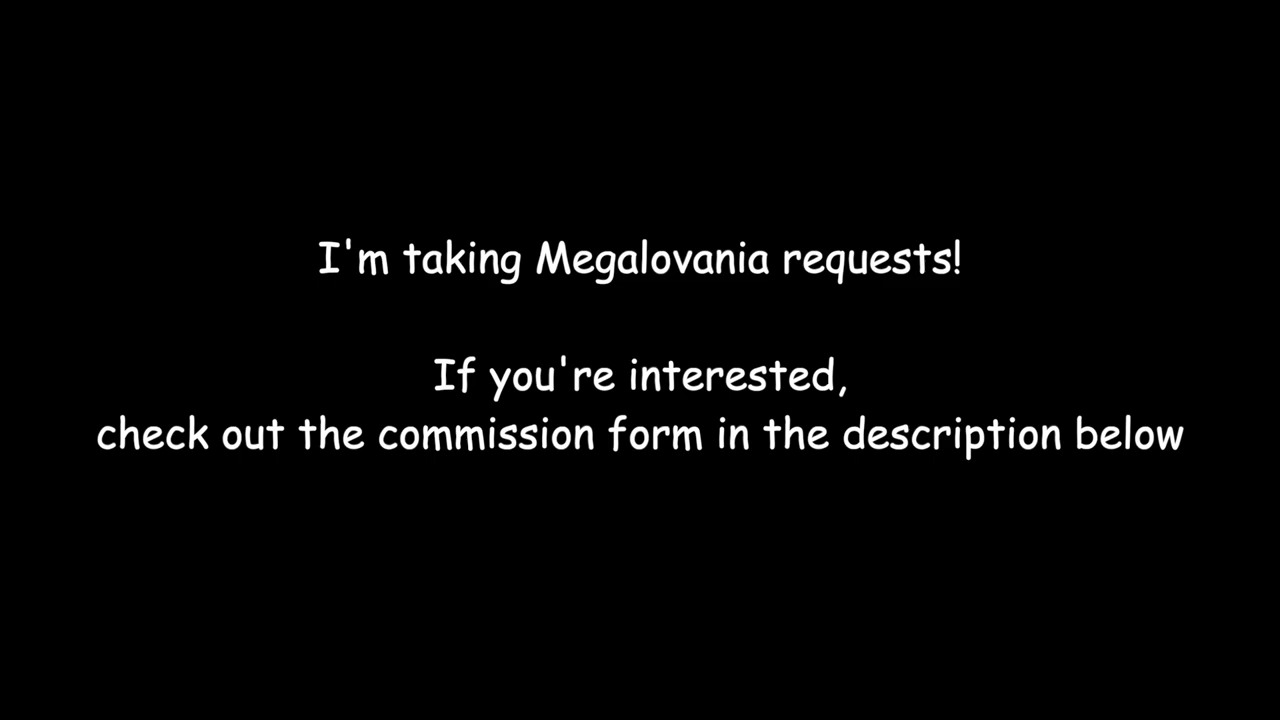 I'm taking Megalovania requests!
If you're interested,
check out the commission form in the description below